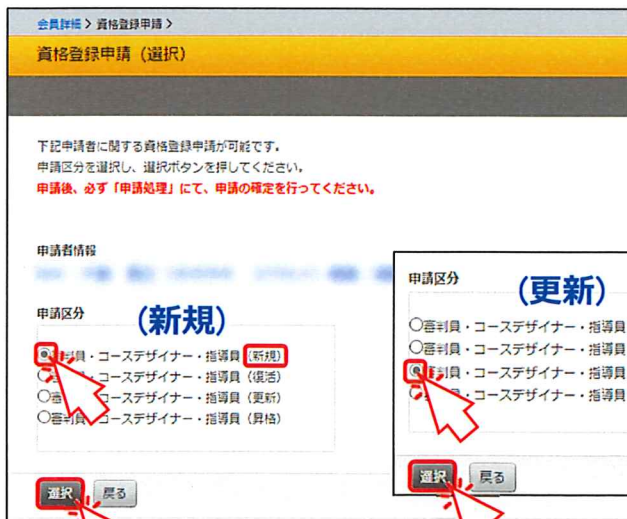 会員詳細 > 資格登録申請 >
資格登録申請（選択）
下記申請者に関する資格登録申請が可能です。
申請区分を選択し、選択ボタンを押してください。
申請後、必ず「申請処理」にて、申請の確定を行ってください。
申請者情報
申請区分
(新規)
判員・コースデザイナー・指導員（新規）
コースデザイナー・指導員（復活）
審 コースデザイナー・指導員（更新）
審判員・コースデザイナー・指導員（昇格）
選択 戻る
申請区分
(更新)
審判員・コースデザイナー・指導員
審判員・コースデザイナー・指導員
審判員・コースデザイナー・指導員
コースデザイナー・指導員
選択 戻る